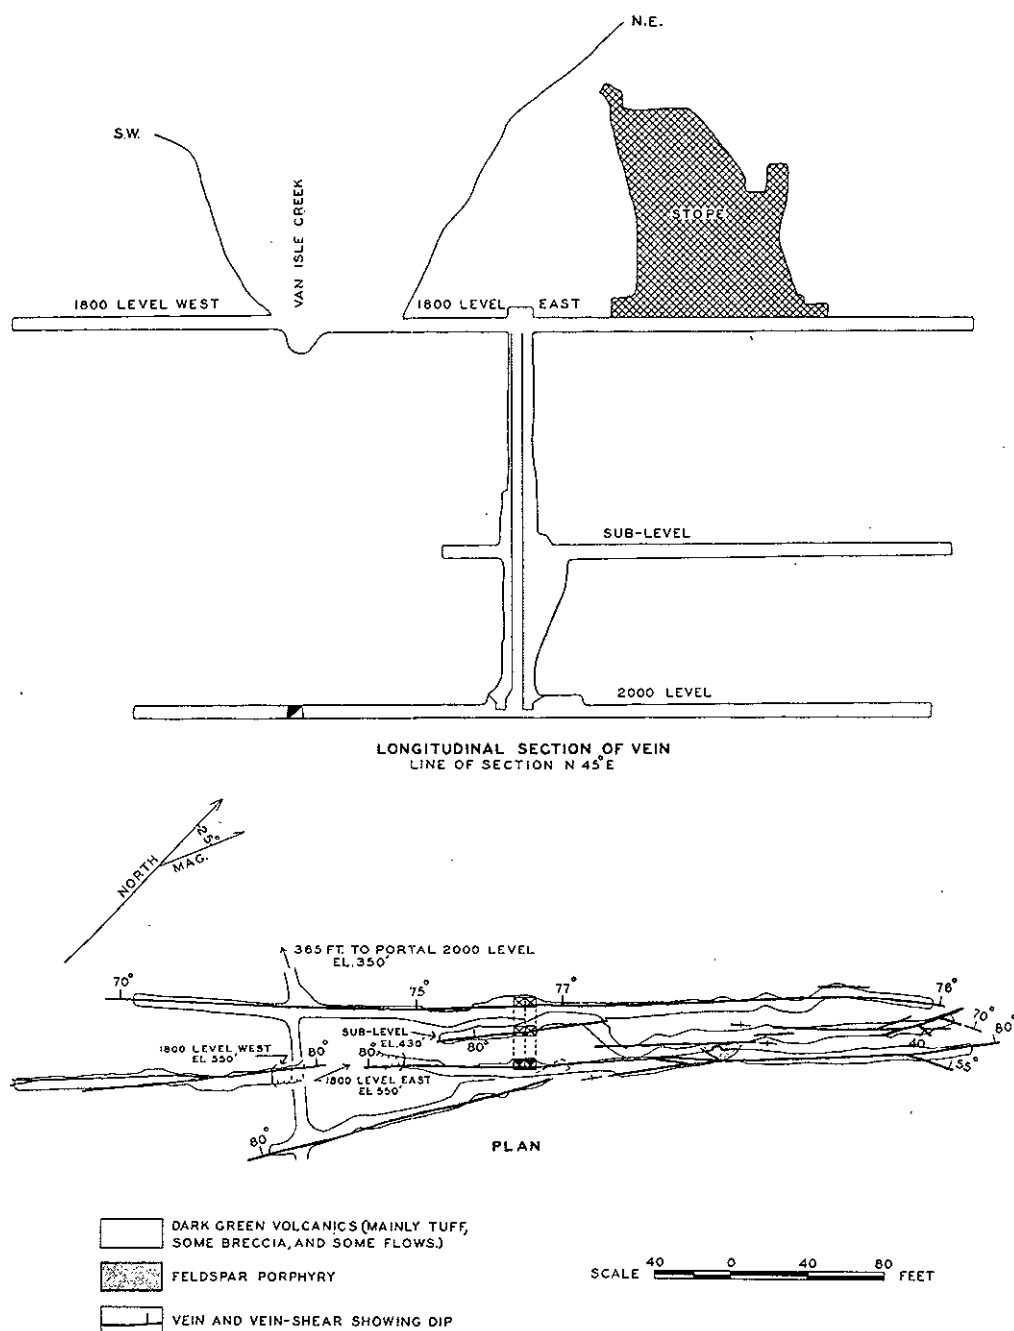 N.E.
S.W.
VAN ISLE CREEK
STOPE
1800 LEVEL WEST
1800 LEVEL EAST
SUB-LEVEL
2000 LEVEL
LONGITUDINAL SECTION OF VEIN
LINE OF SECTION N 45°E
NORTH
25°
MAG.
365 FT. TO PORTAL 2000 LEVEL
EL. 350'
70°
75°
77°
76°
SUB-LEVEL
EL. 430'
80°
70°
80°
40
55°
1800 LEVEL WEST
EL 550'
80°
80°
1800 LEVEL EAST
EL 550'
80°
PLAN
DARK GREEN VOLCANICS (MAINLY TUFF,
SOME BRECCIA, AND SOME FLOWS.)
FELDSPAR PORPHYRY
VEIN AND VEIN-SHEAR SHOWING DIP
SCALE 40 0 40 80 FEET